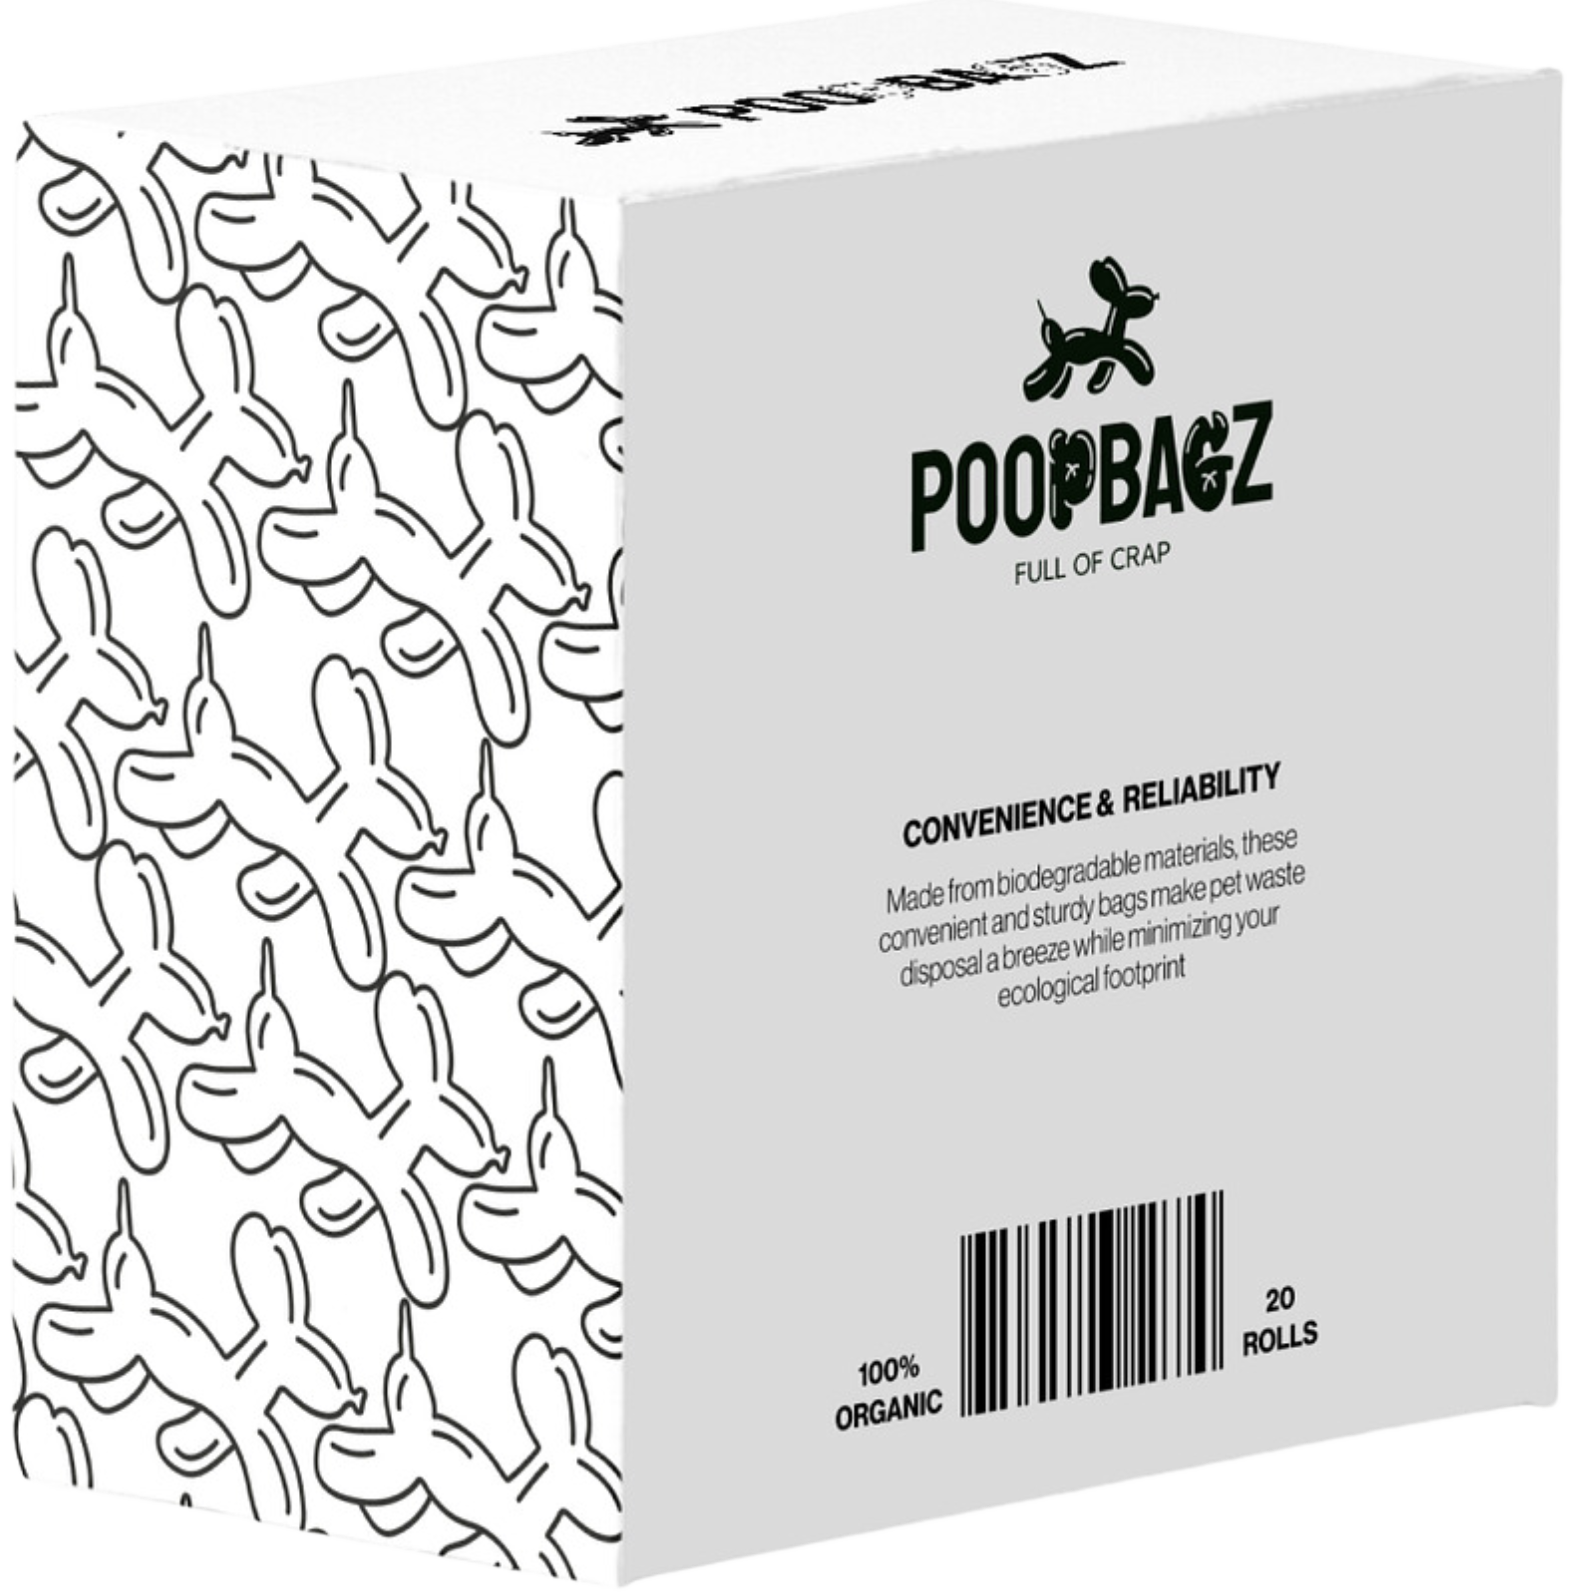 POOPBAGZ
POOPBAGZ
FULL OF CRAP
CONVENIENCE & RELIABILITY
Made from biodegradable materials, these
convenient and sturdy bags make pet waste
disposal a breeze while minimizing your
ecological footprint
100%
ORGANIC
20
ROLLS